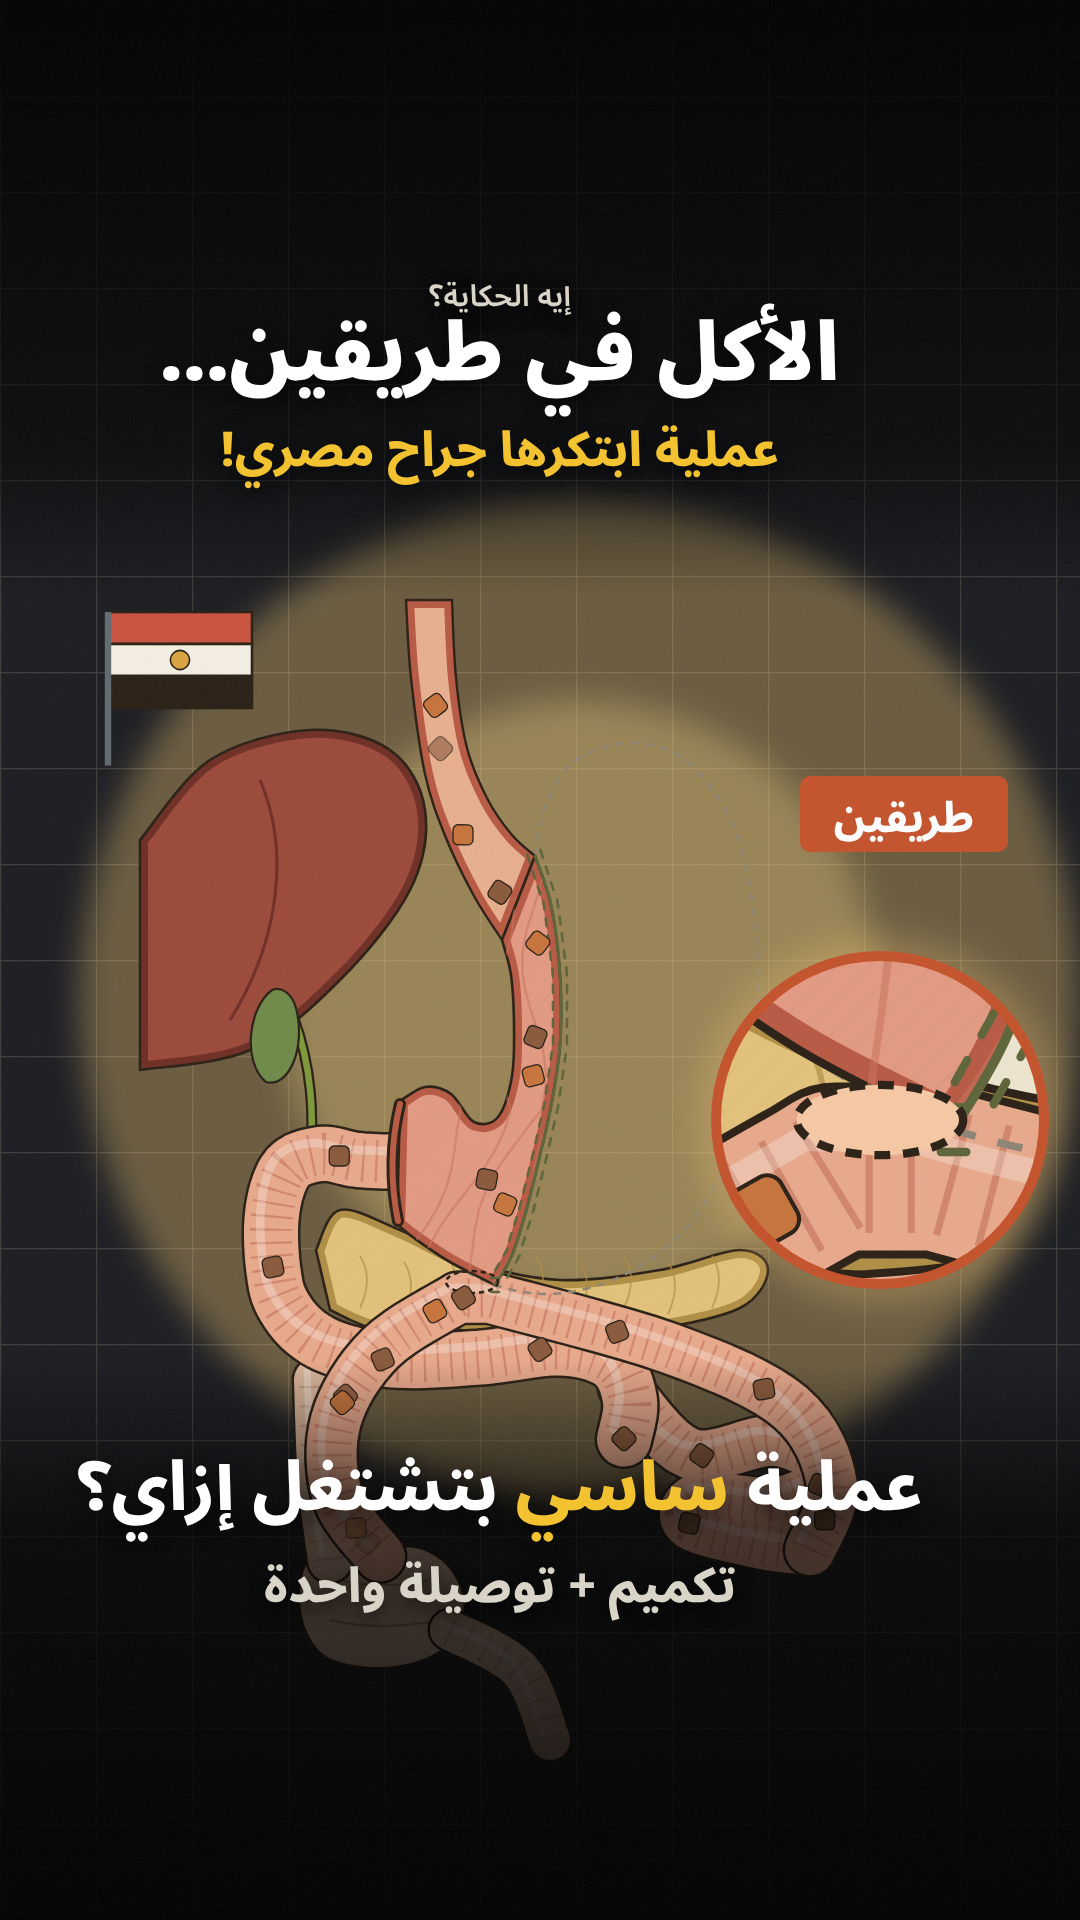 إيه الحكاية؟
الأكل في طريقين...
عملية ابتكرها جراح مصري!
طريقين
عملية ساسي بتشتغل إزاي؟
تكميم + توصيلة واحدة